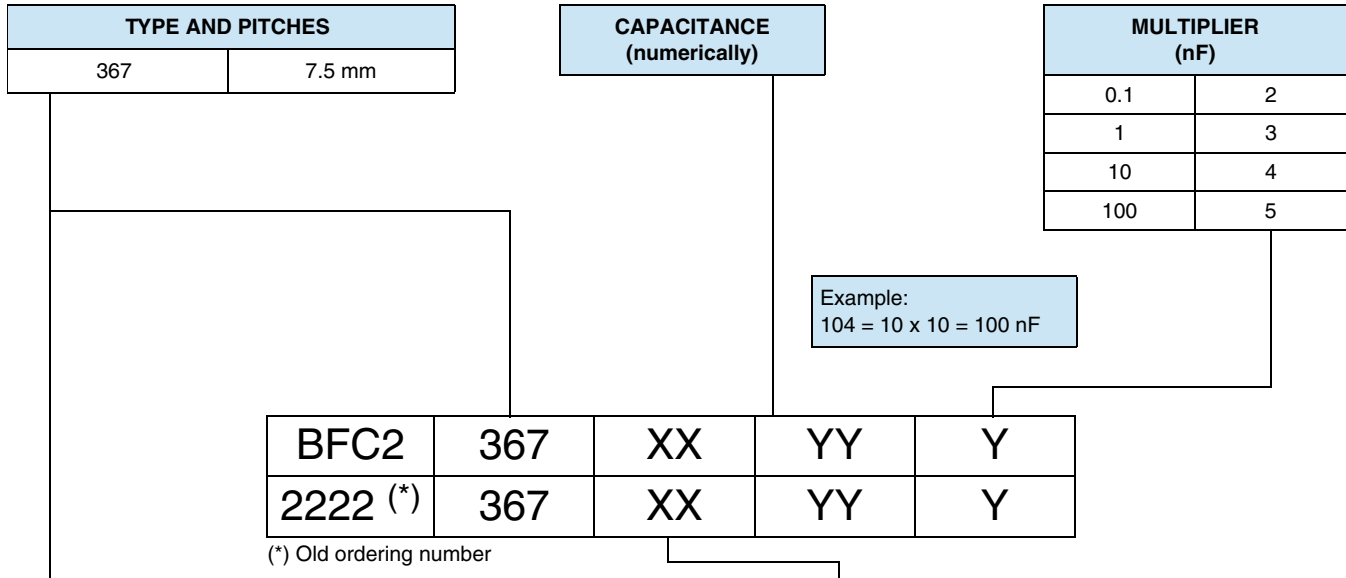 TYPE AND PITCHES
367 7.5 mm
CAPACITANCE
(numerically)
MULTIPLIER
(nF)
0.1 2
1 3
10 4
100 5
Example:
104 = 10 x 10 = 100 nF
BFC2 367 XX YY Y
2222 (*) 367 XX YY Y
(*) Old ordering number